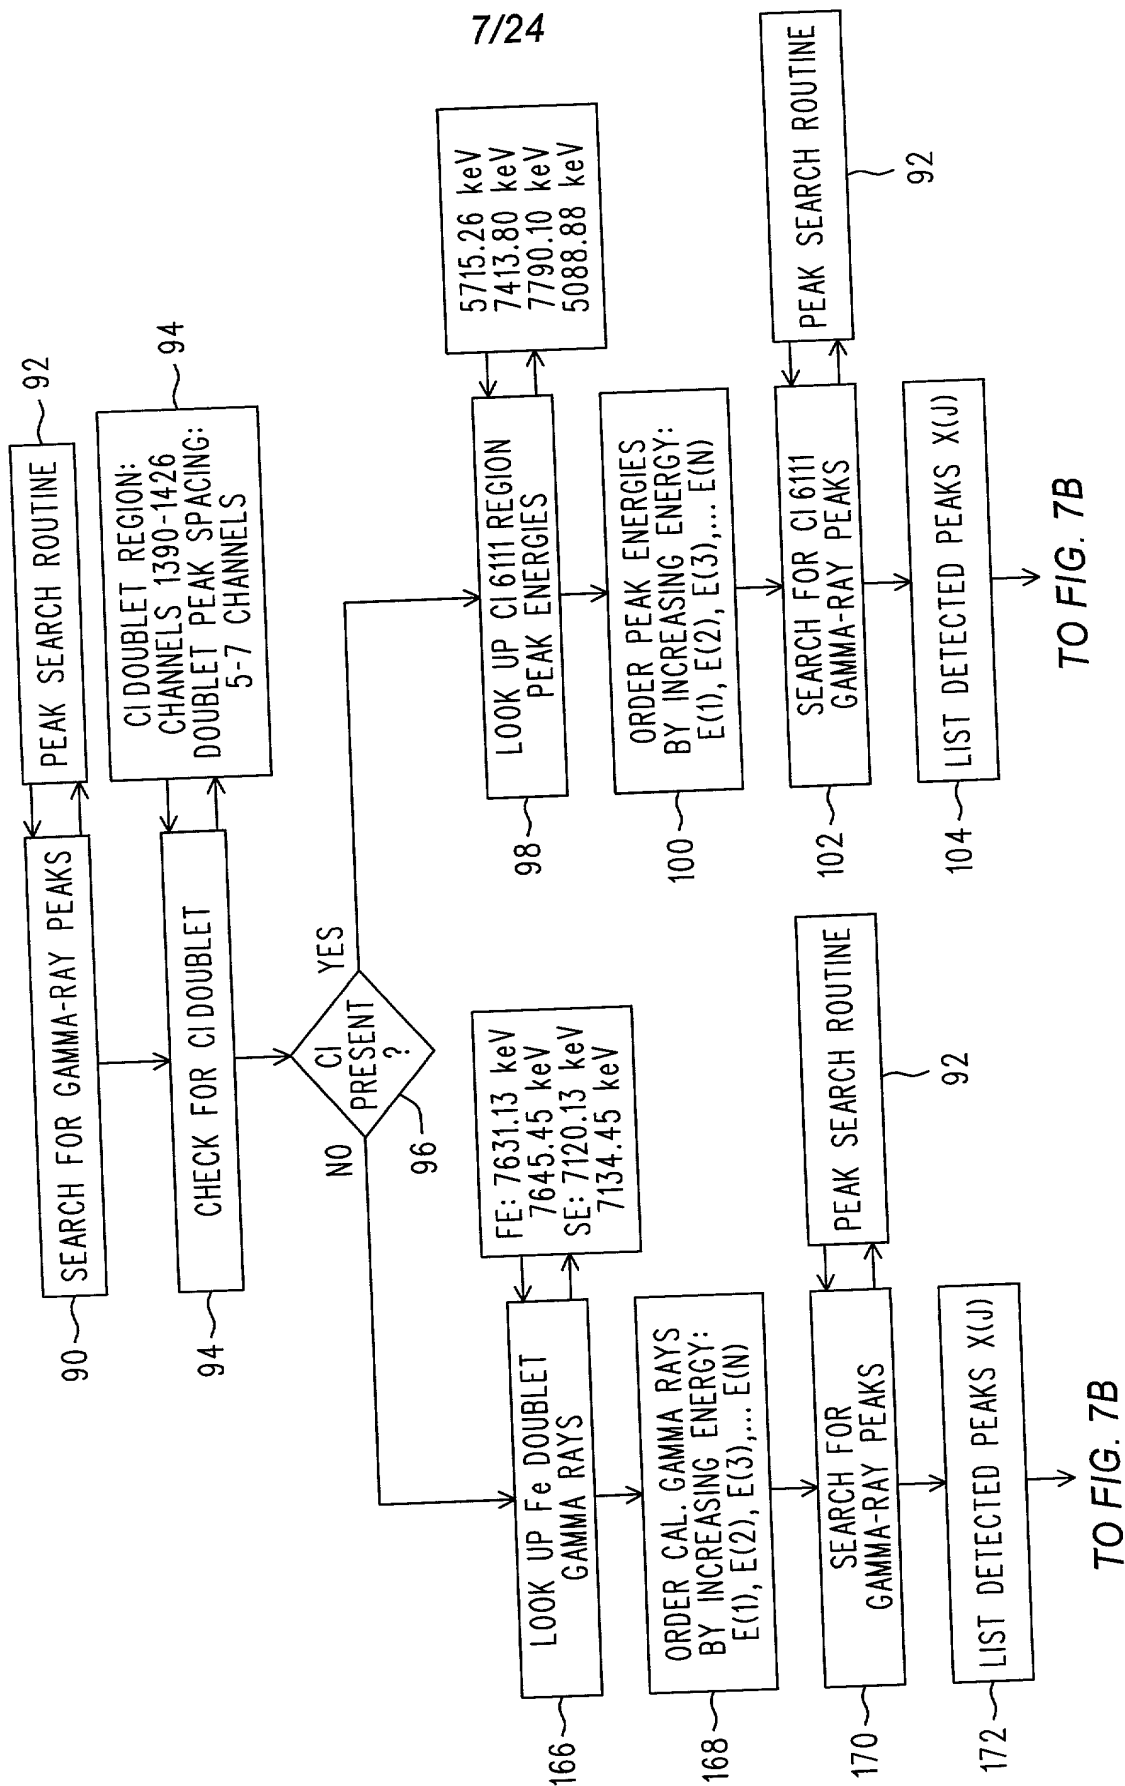 7/24
SEARCH FOR GAMMA-RAY PEAKS
90
PEAK SEARCH ROUTINE
92
CHECK FOR Cl DOUBLET
94
Cl DOUBLET REGION:
CHANNELS 1390-1426
DOUBLET PEAK SPACING:
5-7 CHANNELS
94
Cl
PRESENT
?
96
NO
YES
LOOK UP Fe DOUBLET
GAMMA RAYS
166
FE: 7631.13 keV
7645.45 keV
SE: 7120.13 keV
7134.45 keV
ORDER CAL. GAMMA RAYS
BY INCREASING ENERGY:
E(1), E(2), E(3),... E(N)
168
SEARCH FOR
GAMMA-RAY PEAKS
170
PEAK SEARCH ROUTINE
92
LIST DETECTED PEAKS X(J)
172
TO FIG. 7B
LOOK UP Cl 6111 REGION
PEAK ENERGIES
98
5715.26 keV
7413.80 keV
7790.10 keV
5088.88 keV
ORDER PEAK ENERGIES
BY INCREASING ENERGY:
E(1), E(2), E(3),... E(N)
100
SEARCH FOR Cl 6111
GAMMA-RAY PEAKS
102
PEAK SEARCH ROUTINE
92
LIST DETECTED PEAKS X(J)
104
TO FIG. 7B